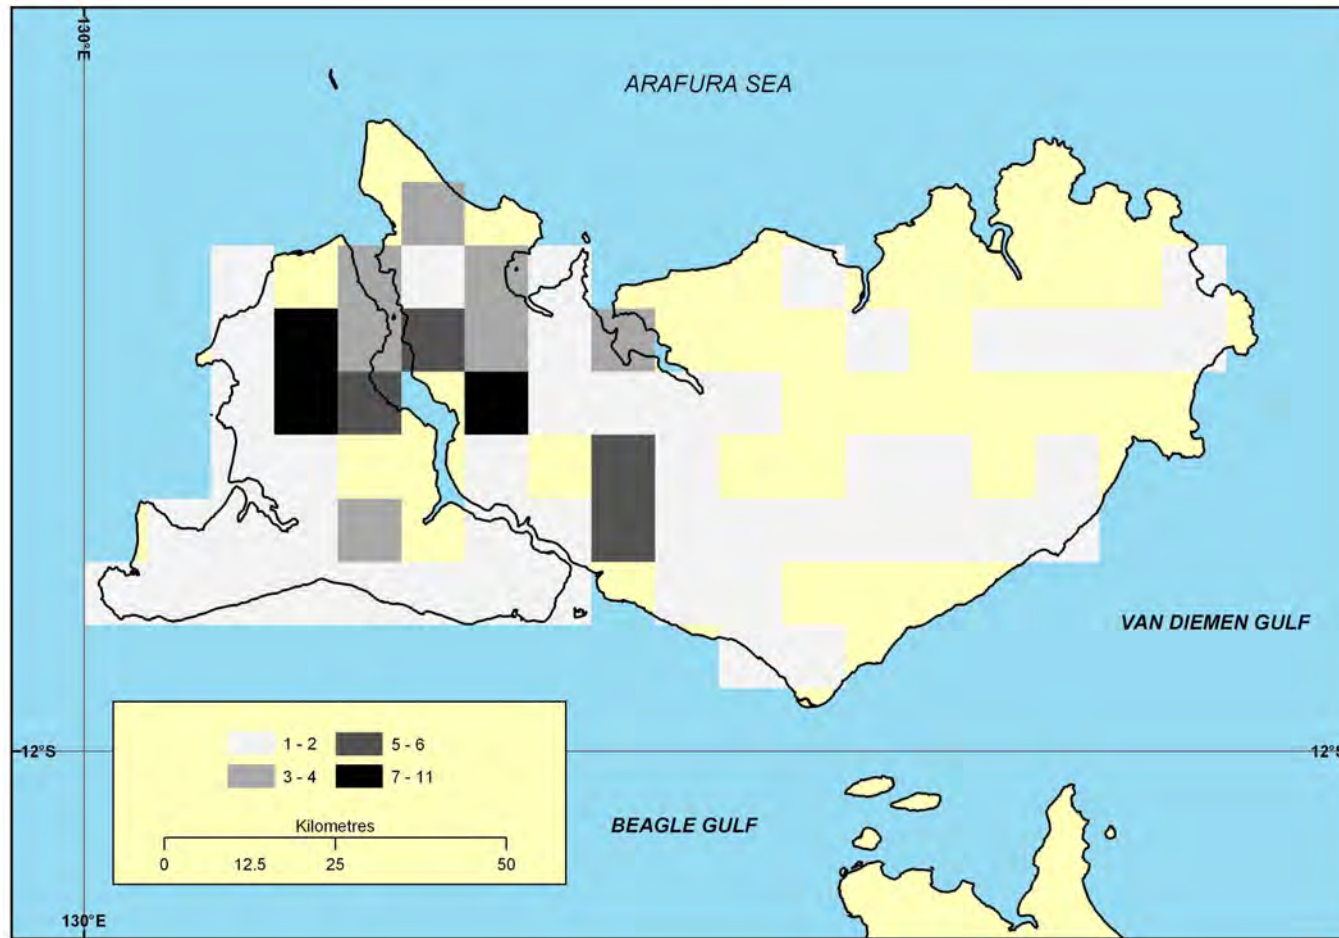 130°E
ARAFURA SEA
VAN DIEMEN GULF
1 - 2
5 - 6
3 - 4
7 - 11
12°S
12°S
Kilometres
0
12.5
25
50
BEAGLE GULF
130°E